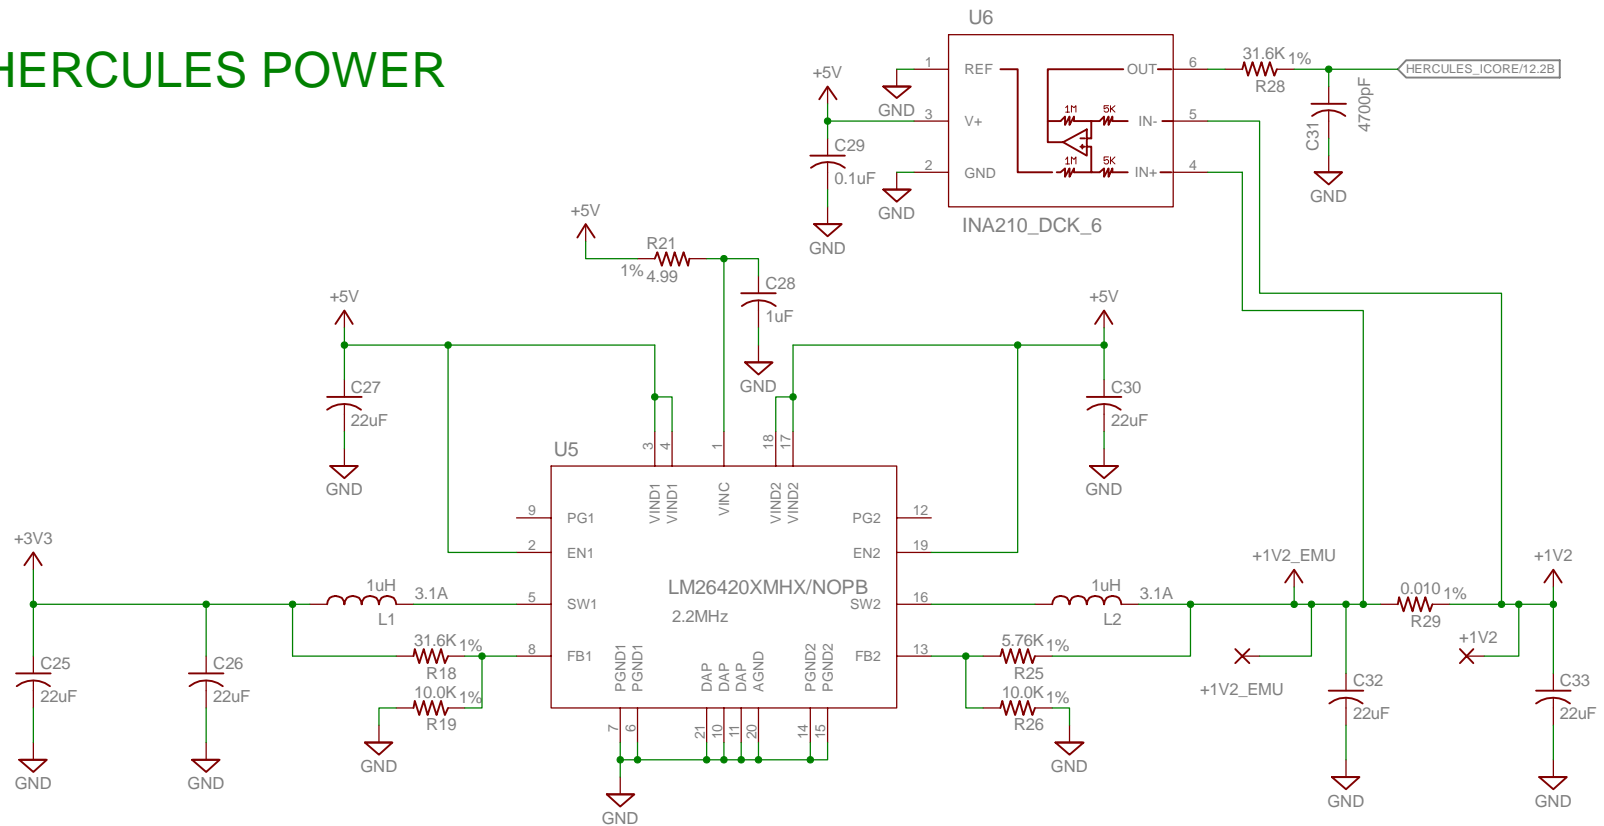 HERCULES POWER
U6
1
REF
OUT
6
31.6K
1%
R28
HERCULES_ICORE/12.2B
+5V
GND
3
V+
1M
5K
IN-
5
C31
4700pF
C29
0.1uF
2
GND
1M
5K
IN+
4
GND
GND
GND
INA210_DCK_6
+5V
R21
1%
4.99
C28
1uF
GND
+5V
+5V
C27
22uF
GND
C30
22uF
GND
U5
3
4
1
18
17
VIND1
VIND1
VINC
VIND2
VIND2
9
PG1
PG2
12
2
EN1
EN2
19
LM26420XMHX/NOPB
2.2MHz
5
SW1
SW2
16
8
FB1
FB2
13
PGND1
PGND1
DAP
DAP
DAP
AGND
PGND2
PGND2
7
6
21
10
11
20
14
15
GND
+3V3
1uH
3.1A
L1
31.6K
1%
R18
10.0K
1%
R19
GND
C25
22uF
GND
C26
22uF
GND
1uH
3.1A
L2
5.76K
1%
R25
10.0K
1%
R26
GND
+1V2_EMU
+1V2_EMU
0.010
1%
R29
+1V2
+1V2
C32
22uF
GND
C33
22uF
GND